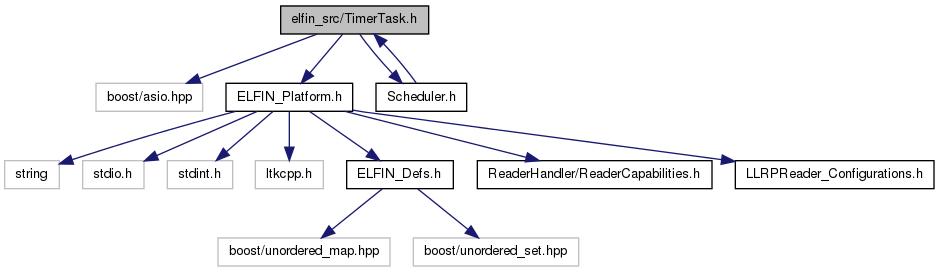 elfin_src/TimerTask.h
boost/asio.hpp
ELFIN_Platform.h
Scheduler.h
string
stdio.h
stdint.h
ltkcpp.h
ELFIN_Defs.h
ReaderHandler/ReaderCapabilities.h
LLRPReader_Configurations.h
boost/unordered_map.hpp
boost/unordered_set.hpp